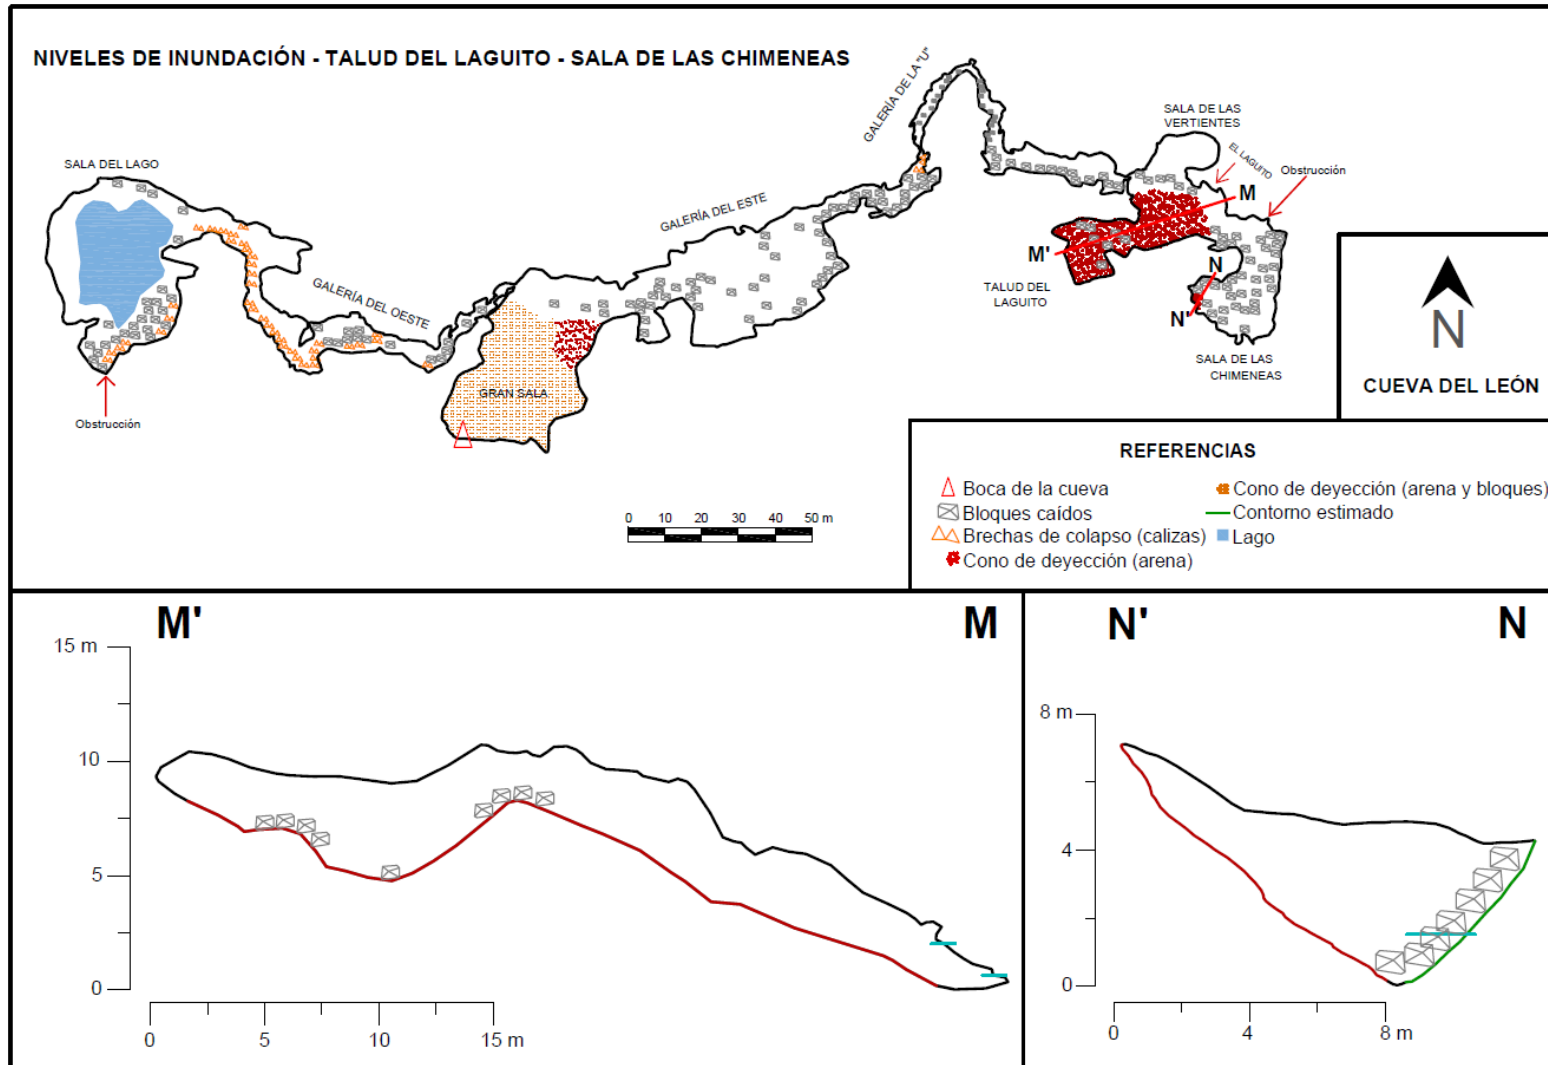 NIVELES DE INUNDACIÓN - TALUD DEL LAGUITO - SALA DE LAS CHIMENEAS
SALA DEL LAGO
GALERÍA DEL OESTE
GRAN SALA
GALERÍA DEL ESTE
GALERÍA DE LA "U"
SALA DE LAS
VERTIENTES
EL LAGUITO
Obstrucción
M
M'
N
N'
TALUD DEL
LAGUITO
SALA DE LAS
CHIMENEAS
Obstrucción
N
CUEVA DEL LEÓN
0 10 20 30 40 50 m
REFERENCIAS
Boca de la cueva
Bloques caídos
Brechas de colapso (calizas)
Cono de deyección (arena)
Cono de deyección (arena y bloques)
Contorno estimado
Lago
M'
M
15 m
10
5
0
0 5 10 15 m
N'
N
8 m
4
0
0 4 8 m